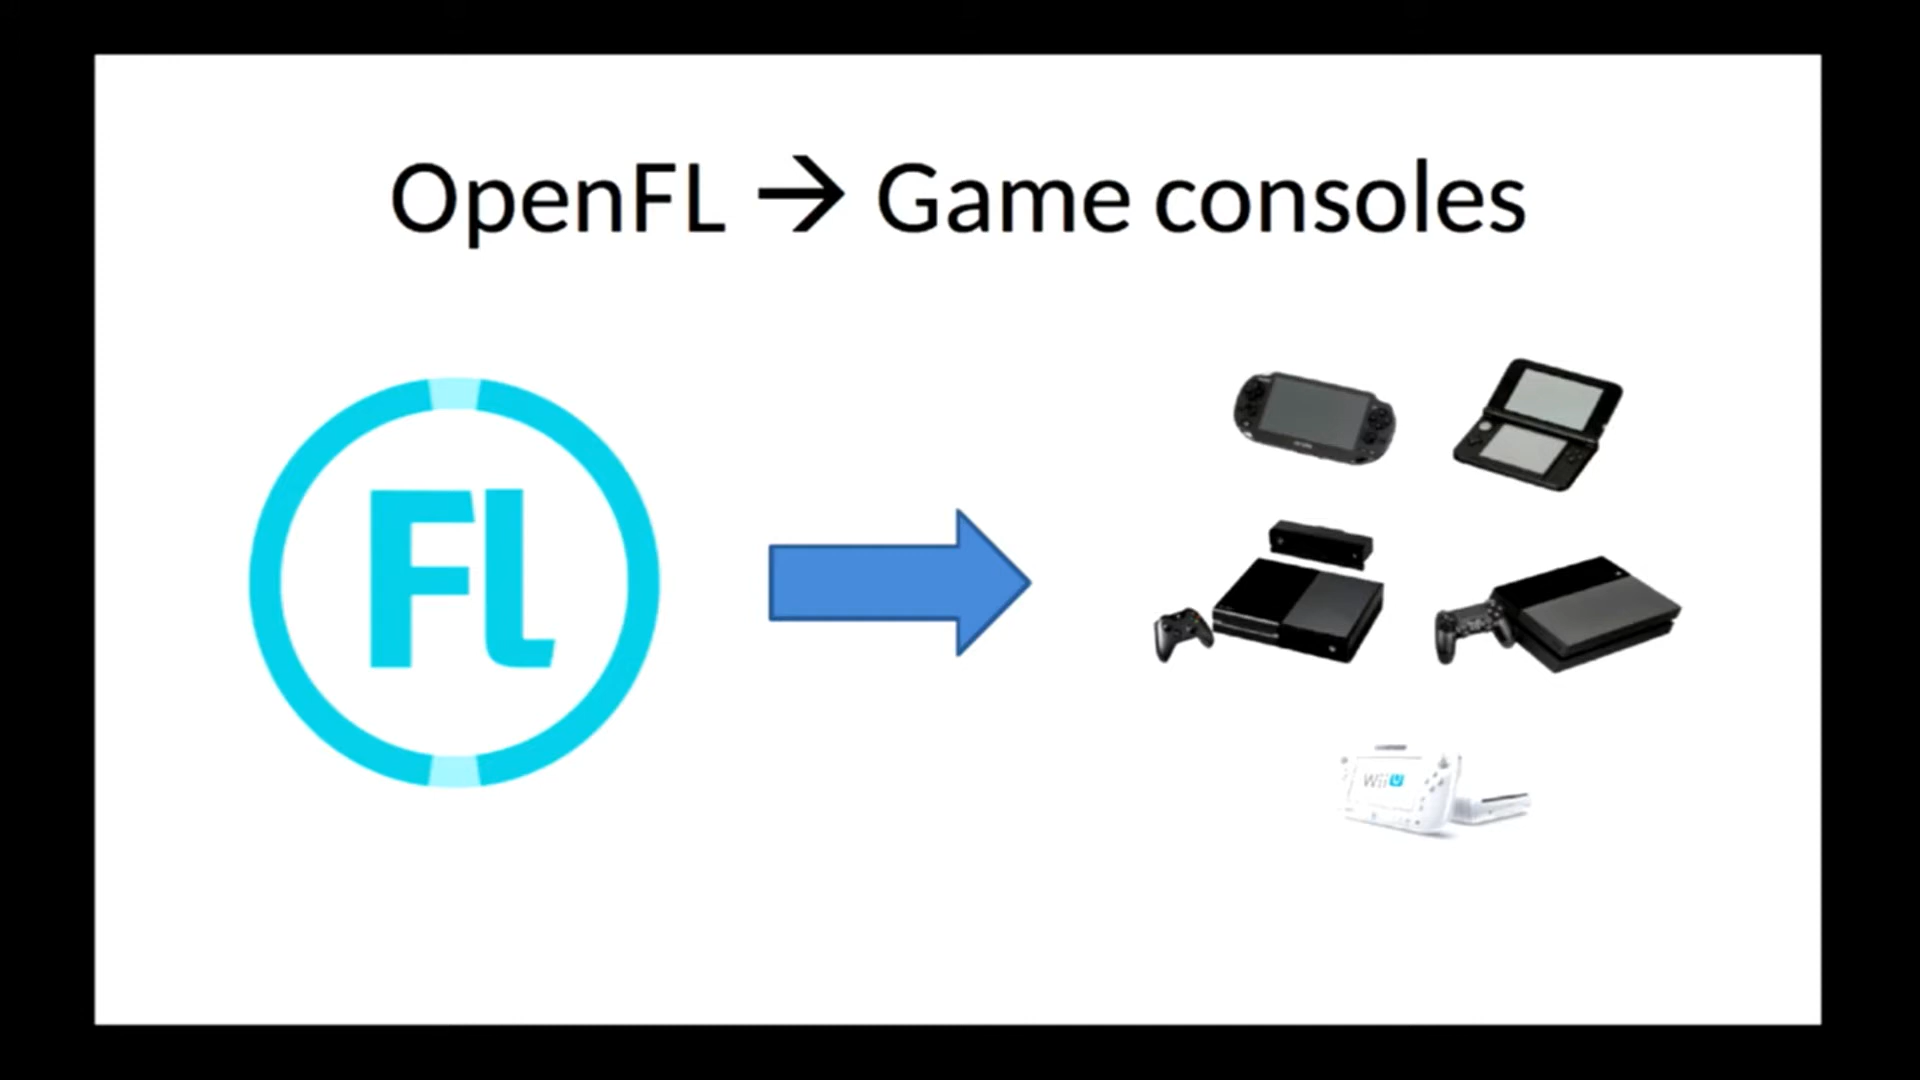 OpenFL → Game consoles
FL
Wii U